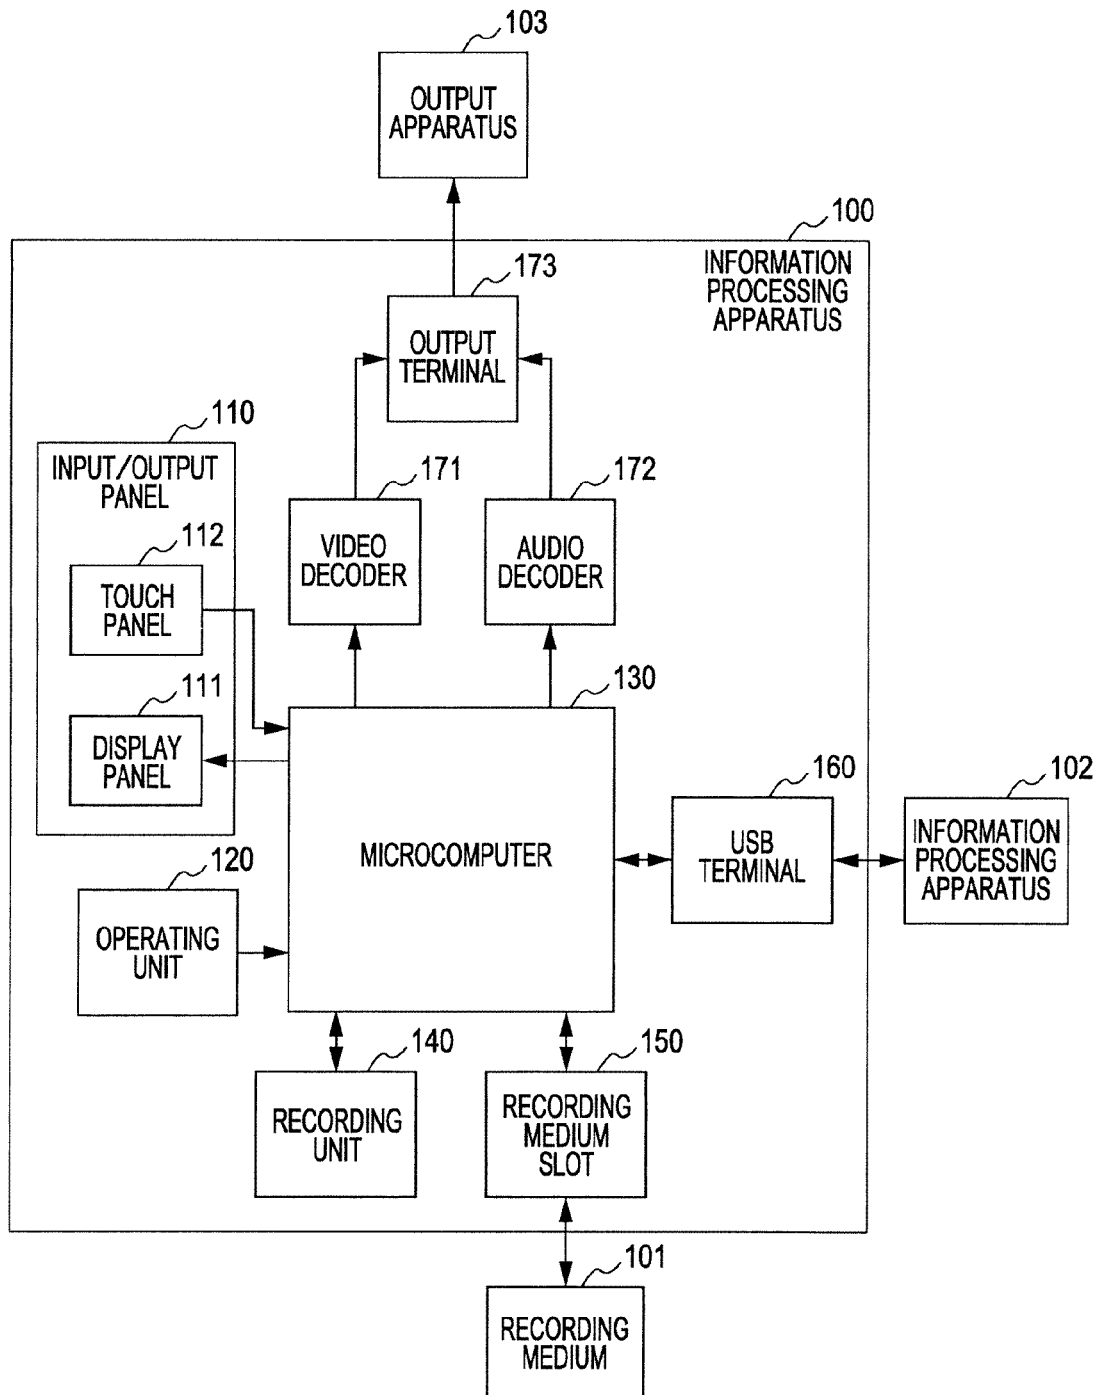 103
OUTPUT
APPARATUS
100
INFORMATION
PROCESSING
APPARATUS
173
OUTPUT
TERMINAL
110
INPUT/OUTPUT
PANEL
171
VIDEO
DECODER
172
AUDIO
DECODER
112
TOUCH
PANEL
111
DISPLAY
PANEL
130
MICROCOMPUTER
160
USB
TERMINAL
102
INFORMATION
PROCESSING
APPARATUS
120
OPERATING
UNIT
140
RECORDING
UNIT
150
RECORDING
MEDIUM
SLOT
101
RECORDING
MEDIUM